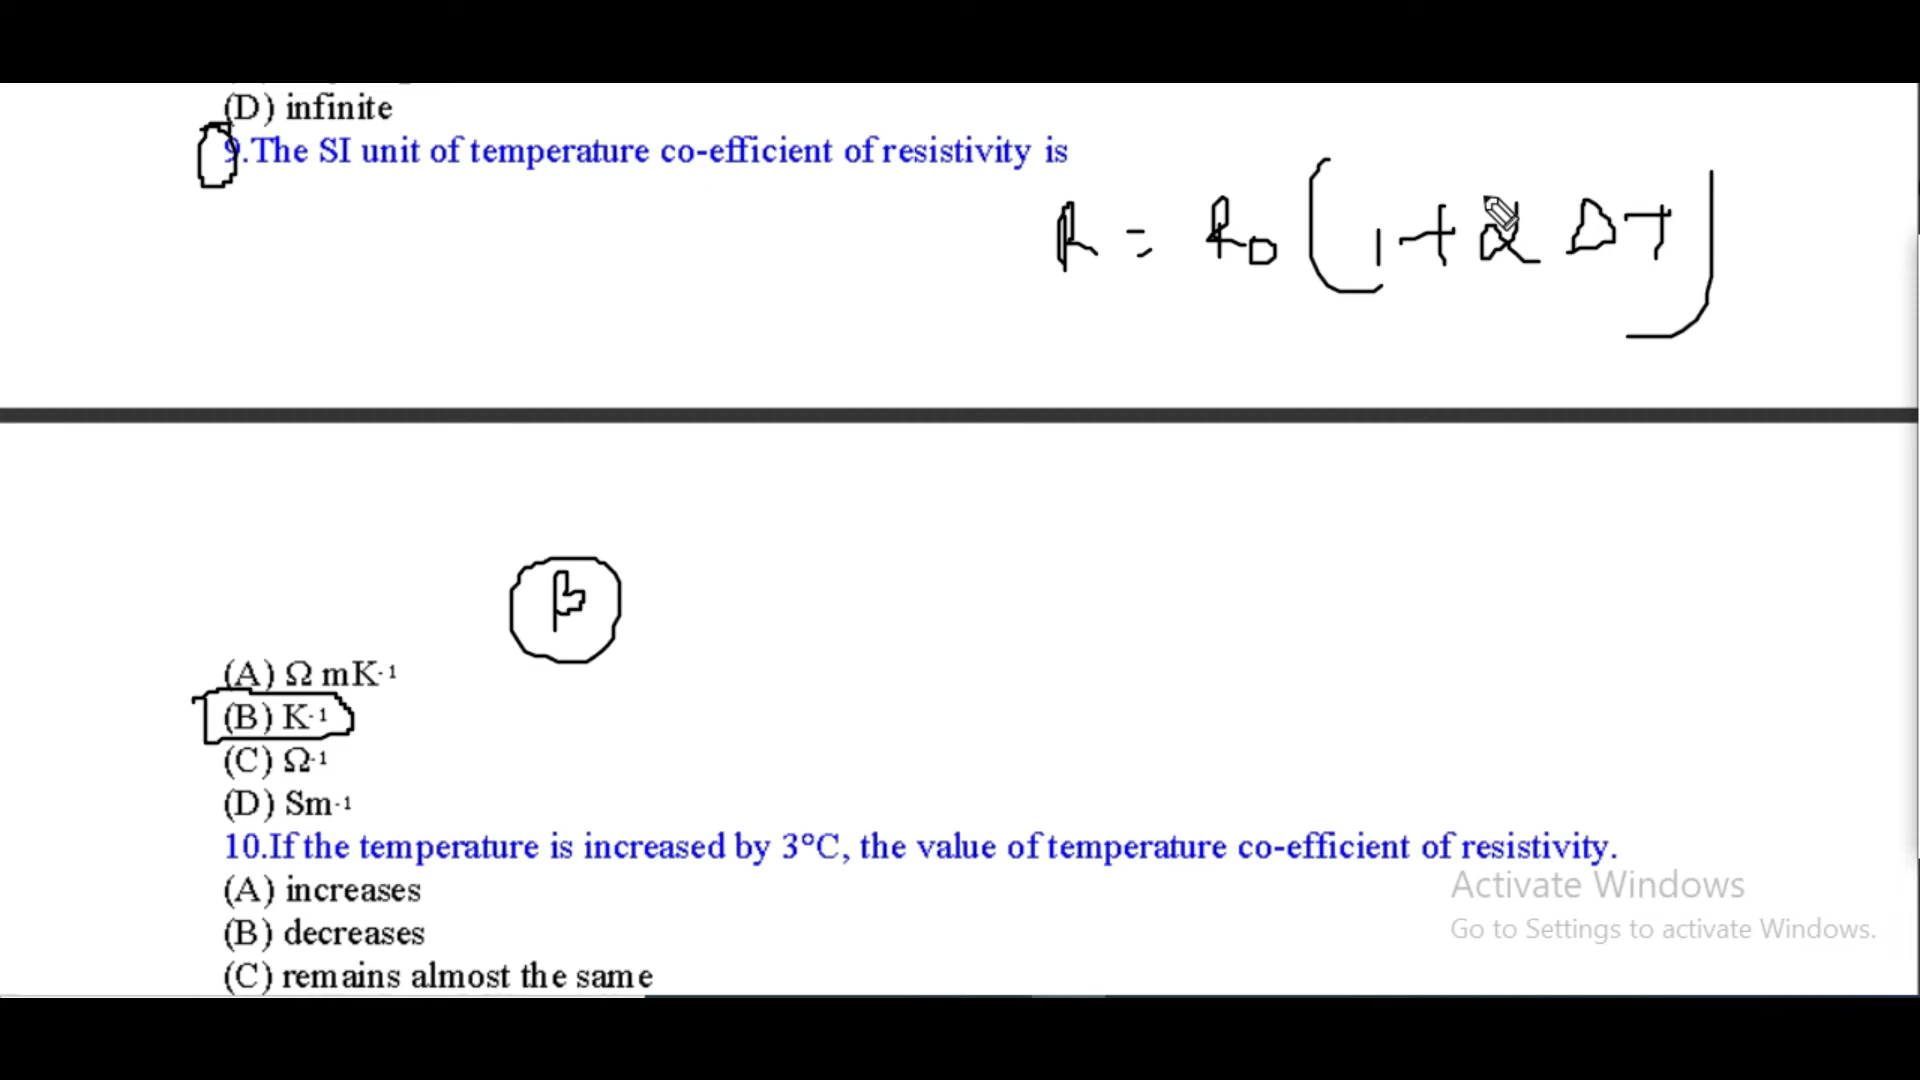 (D) infinite
9.The SI unit of temperature co-efficient of resistivity is
R = R0 (1+α ΔT)
B
(A) Ω mK-1
(B) K-1
(C) Ω-1
(D) Sm-1
10.If the temperature is increased by 3°C, the value of temperature co-efficient of resistivity.
(A) increases
(B) decreases
(C) remains almost the same
Activate Windows
Go to Settings to activate Windows.